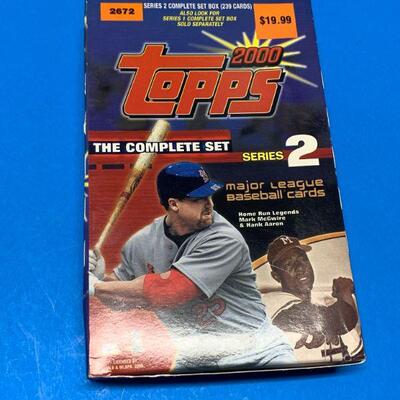 2672
SERIES 2 COMPLETE SET BOX (239 CARDS)
ALSO LOOK FOR
SERIES 1 COMPLETE SET BOX
SOLD SEPARATELY
$19.99
2000
Topps
THE COMPLETE SET
SERIES 2
Major League
Baseball Cards
Home Run Legends
Mark McGwire
& Hank Aaron
M
25